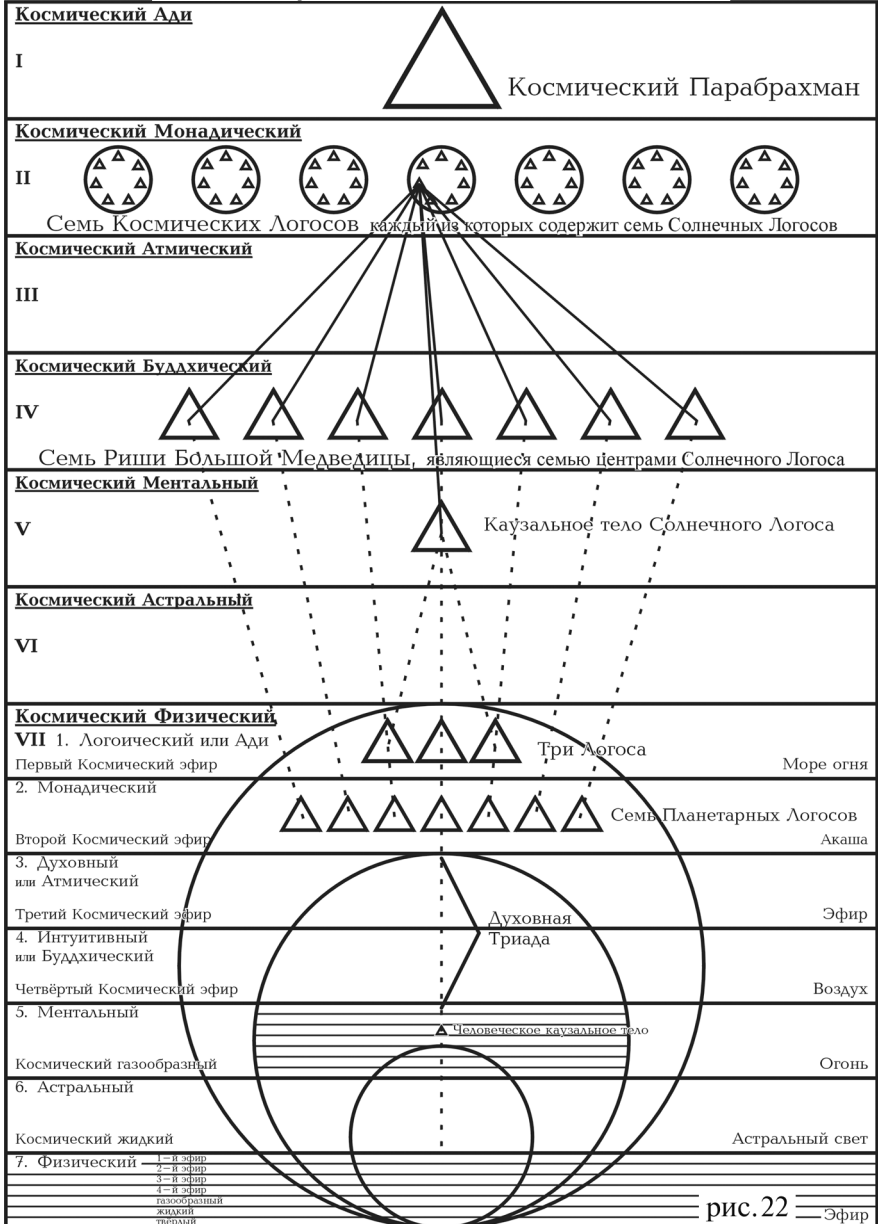 Космический Ади
I
Космический Парабрахман
Космический Монадический
II
Семь Космических Логосов каждый из которых содержит семь Солнечных Логосов
Космический Атмический
III
Космический Буддхический
IV
Семь Риши Большой Медведицы, являющиеся семью центрами Солнечного Логоса
Космический Ментальный
V
Каузальное тело Солнечного Логоса
Космический Астральный
VI
Космический Физический
VII 1. Логоический или Ади
Три Логоса
Первый Космический эфир
Море огня
2. Монадический
Семь Планетарных Логосов
Второй Космический эфир
Акаша
3. Духовный
или Атмический
Третий Космический эфир
Эфир
Духовная
Триада
4. Интуитивный
или Буддхический
Четвёртый Космический эфир
Воздух
5. Ментальный
Человеческое каузальное тело
Космический газообразный
Огонь
6. Астральный
Космический жидкий
Астральный свет
7. Физический
1-й эфир
2-й эфир
3-й эфир
4-й эфир
газообразный
жидкий
твёрдый
рис.22
Эфир